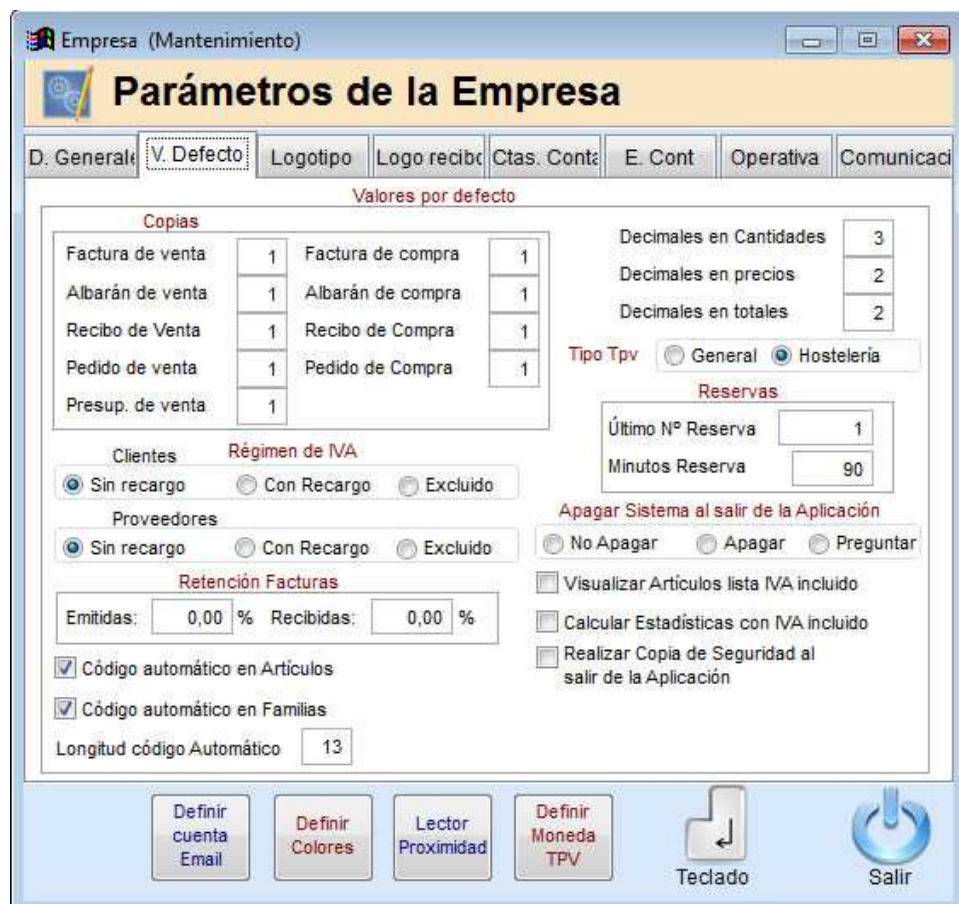 Empresa (Mantenimiento)
Parámetros de la Empresa
D. Generale V. Defecto Logotipo Logo recibo Ctas. Conta E. Cont Operativa Comunicaci
Valores por defecto
Copias
Factura de venta 1 Factura de compra 1
Albarán de venta 1 Albarán de compra 1
Recibo de Venta 1 Recibo de Compra 1
Pedido de venta 1 Pedido de Compra 1
Presup. de venta 1
Decimales en Cantidades 3
Decimales en precios 2
Decimales en totales 2
Tipo Tpv General Hostelería
Reservas
Último Nº Reserva 1
Minutos Reserva 90
Clientes Régimen de IVA
Sin recargo Con Recargo Excluido
Proveedores
Sin recargo Con Recargo Excluido
Apagar Sistema al salir de la Aplicación
No Apagar Apagar Preguntar
Retención Facturas
Emitidas: 0,00 % Recibidas: 0,00 %
Visualizar Artículos lista IVA incluido
Calcular Estadísticas con IVA incluido
Realizar Copia de Seguridad al
salir de la Aplicación
Código automático en Artículos
Código automático en Familias
Longitud código Automático 13
Definir
cuenta
Email
Definir
Colores
Lector
Proximidad
Definir
Moneda
TPV
Teclado
Salir